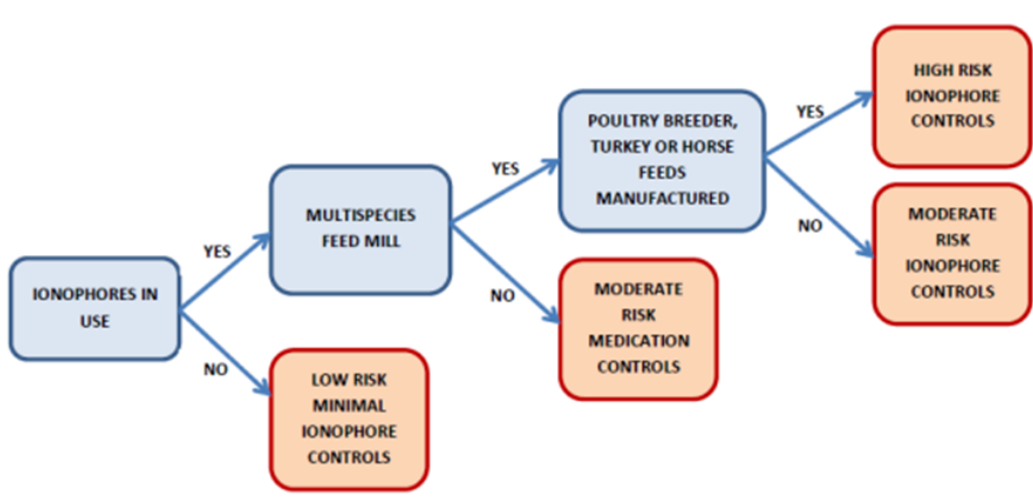 IONOPHORES IN
USE
YES
NO
MULTISPECIES
FEED MILL
LOW RISK
MINIMAL
IONOPHORE
CONTROLS
YES
NO
POULTRY BREEDER,
TURKEY OR HORSE
FEEDS
MANUFACTURED
MODERATE
RISK
MEDICATION
CONTROLS
YES
NO
HIGH RISK
IONOPHORE
CONTROLS
MODERATE
RISK
IONOPHORE
CONTROLS